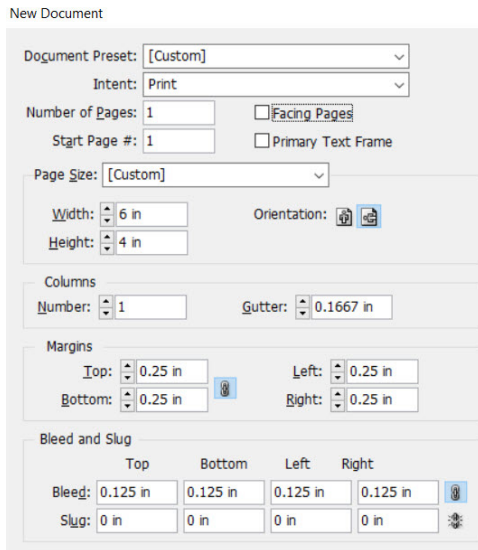 New Document
Document Preset: [Custom]
Intent: Print
Number of Pages: 1 Facing Pages
Start Page #: 1 Primary Text Frame
Page Size: [Custom]
Width: 6 in Orientation:
Height: 4 in
Columns
Number: 1 Gutter: 0.1667 in
Margins
Top: 0.25 in Left: 0.25 in
Bottom: 0.25 in Right: 0.25 in
Bleed and Slug
Top Bottom Left Right
Bleed: 0.125 in 0.125 in 0.125 in 0.125 in
Slug: 0 in 0 in 0 in 0 in